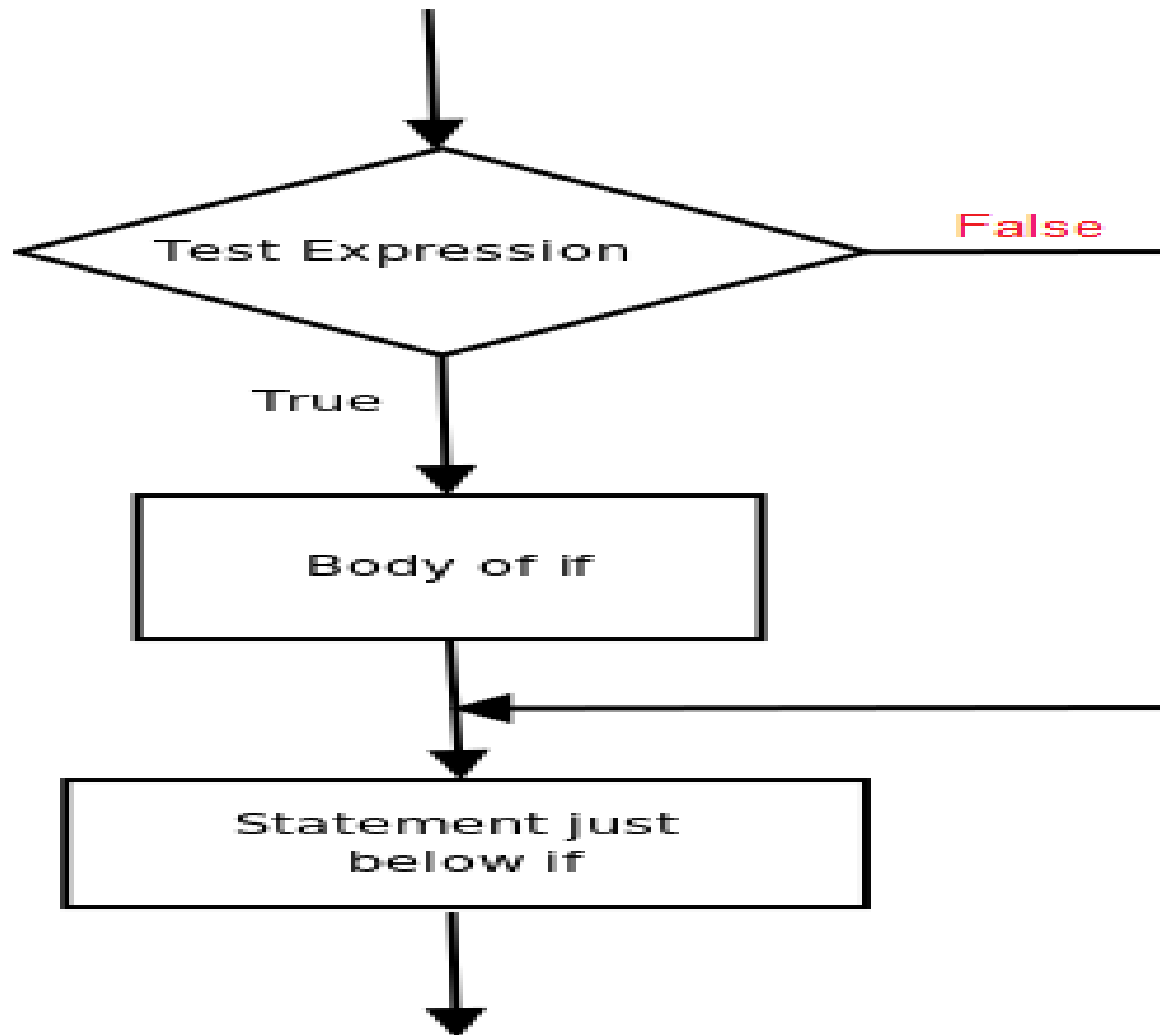 Test Expression
False
True
Body of if
Statement just
below if